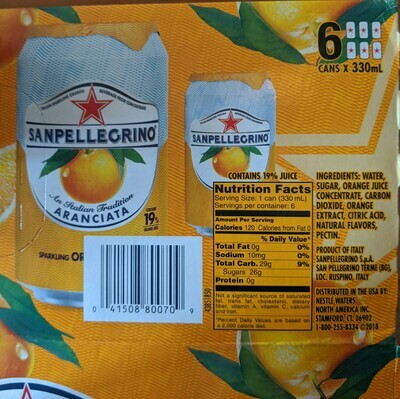 6
CANS X 330mL
SANPELLEGRINO
An Italian Tradition
ARANCIATA
19%
SPARKLING OR
SANPELLEGRINO
CONTAINS 19% JUICE
Nutrition Facts
Serving Size: 1 can (330 mL)
Servings per container: 6
Amount Per Serving
Calories 120 Calories from Fat 0
% Daily Value*
Total Fat 0g 0%
Sodium 10mg 0%
Total Carb. 29g 9%
Sugars 26g
Protein 0g
Not a significant source of saturated
fat, trans fat, cholesterol, dietary
fiber, vitamin A, vitamin C, calcium
and iron.
*Percent Daily Values are based on
a 2,000 calorie diet.
INGREDIENTS: WATER,
SUGAR, ORANGE JUICE
CONCENTRATE, CARBON
DIOXIDE, ORANGE
EXTRACT, CITRIC ACID,
NATURAL FLAVORS,
PECTIN.
PRODUCT OF ITALY
SANPELLEGRINO S.p.A.
SAN PELLEGRINO TERME (BG),
LOC. RUSPINO, ITALY
DISTRIBUTED IN THE USA BY:
NESTLE WATERS
NORTH AMERICA INC.
STAMFORD, CT. 06902
1-800-255-8334 ©2018
0 41508 80070 9